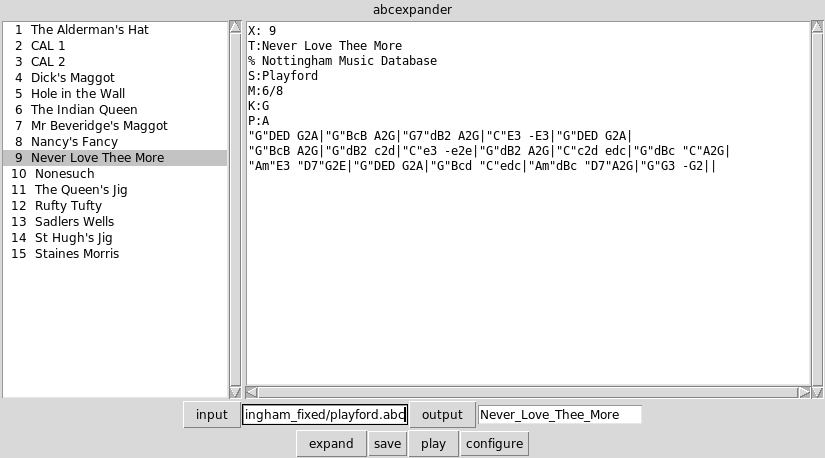 abcexpander
1 The Alderman's Hat
2 CAL 1
3 CAL 2
4 Dick's Maggot
5 Hole in the Wall
6 The Indian Queen
7 Mr Beveridge's Maggot
8 Nancy's Fancy
9 Never Love Thee More
10 Nonesuch
11 The Queen's Jig
12 Rufty Tufty
13 Sadlers Wells
14 St Hugh's Jig
15 Staines Morris
X: 9
T:Never Love Thee More
% Nottingham Music Database
S:Playford
M:6/8
K:G
P:A
"G"DED G2A|"G"BcB A2G|"G7"dB2 A2G|"C"E3 -E3|"G"DED G2A|
"G"BcB A2G|"G"dB2 c2d|"C"e3 -e2e|"G"dB2 A2G|"C"c2d edc|"G"dBc "C"A2G|
"Am"E3 "D7"G2E|"G"DED G2A|"G"Bcd "C"edc|"Am"dBc "D7"A2G|"G"G3 -G2||
input ingham_fixed/playford.abc output Never_Love_Thee_More
expand save play configure